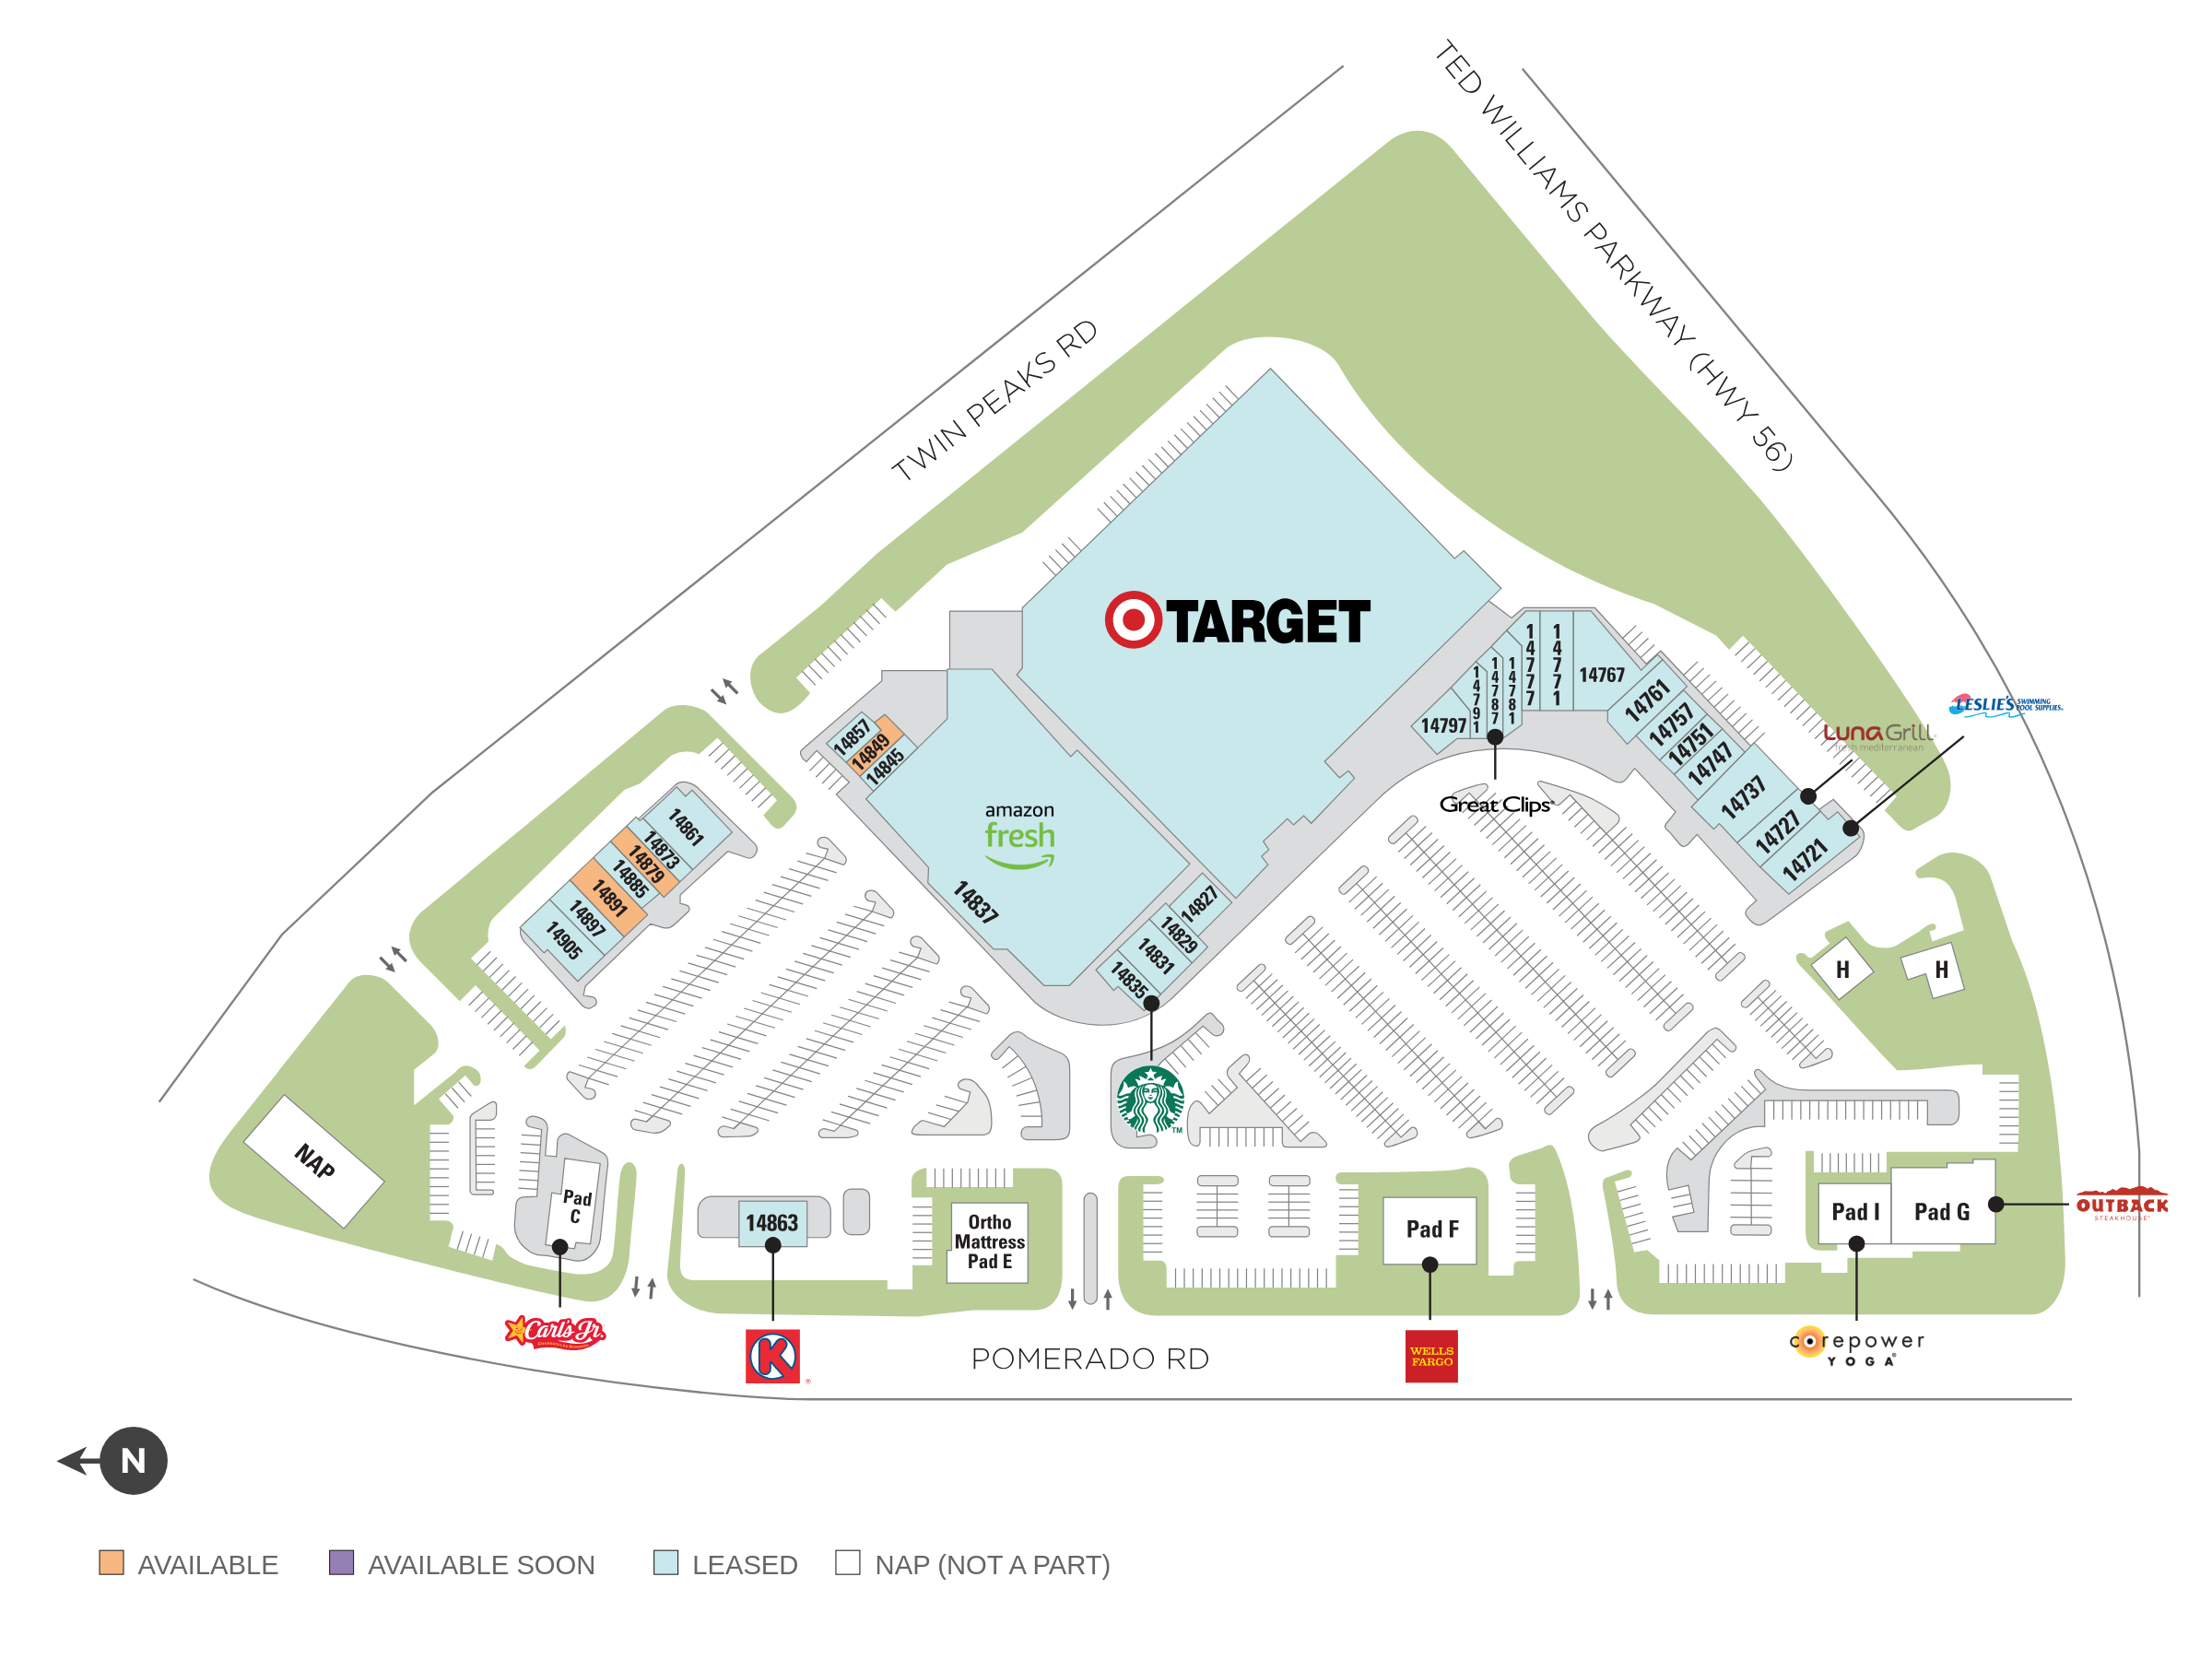 TED WILLIAMS PARKWAY (HWY 56)
TWIN PEAKS RD
TARGET
14777
14771
14767
14781
14787
14791
14797
14761
14757
14751
14747
14737
14727
14721
LESLIE'S SWIMMING
POOL SUPPLIES.
Luna Grill
fresh mediterranean
Great Clips®
14857
14849
14845
amazon
fresh
14837
14861
14873
14879
14885
14891
14897
14905
14827
14829
14831
14835
TM
H
H
NAP
Pad
C
14863
Ortho
Mattress
Pad E
Pad F
Pad I
Pad G
OUTBACK
STEAKHOUSE®
Carl's Jr.
K
®
WELLS
FARGO
corepower
YOGA®
POMERADO RD
N
AVAILABLE
AVAILABLE SOON
LEASED
NAP (NOT A PART)